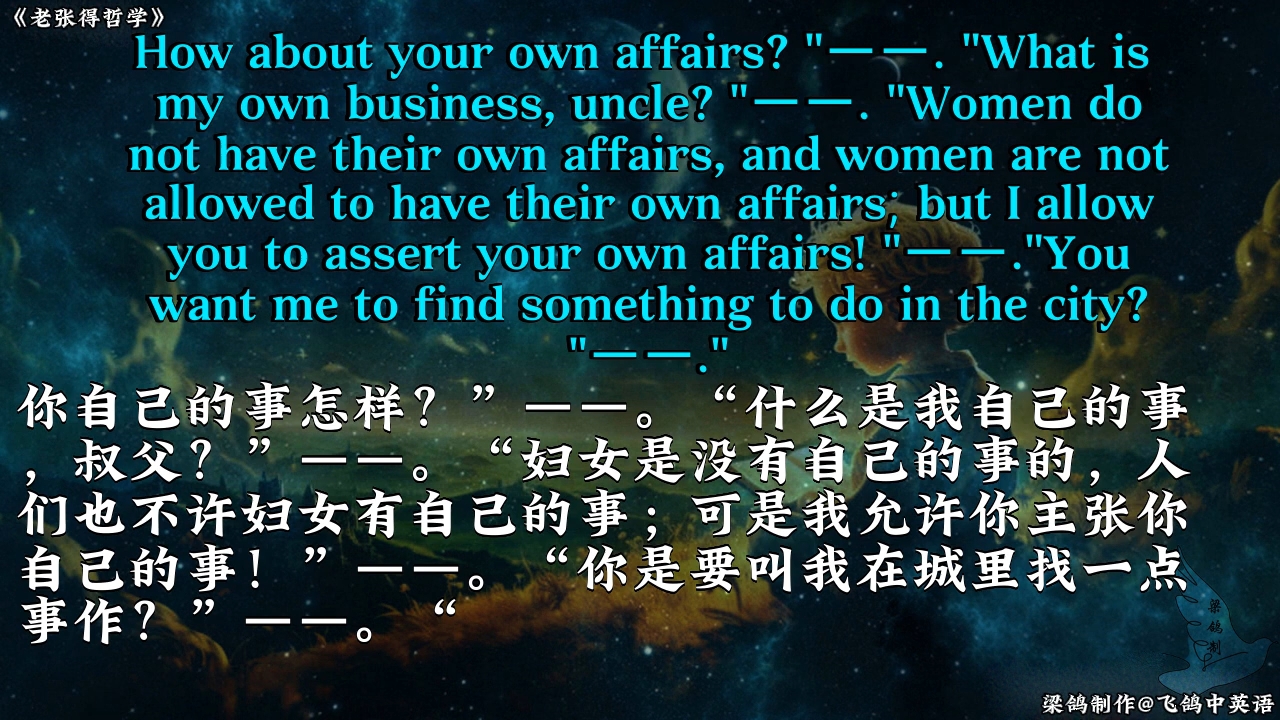 《老张得哲学》
How about your own affairs? "——. "What is
my own business, uncle? "——. "Women do
not have their own affairs, and women are not
allowed to have their own affairs; but I allow
you to assert your own affairs! "——."You
want me to find something to do in the city?
"——."
你自己的事怎样？”——。“什么是我自己的事
，叔父？”——。“妇女是没有自己的事的，人
们也不许妇女有自己的事；可是我允许你主张你
自己的事！”——。“你是要叫我在城里找一点
事作？”——。“
梁鸽制
梁鸽制作@飞鸽中英语